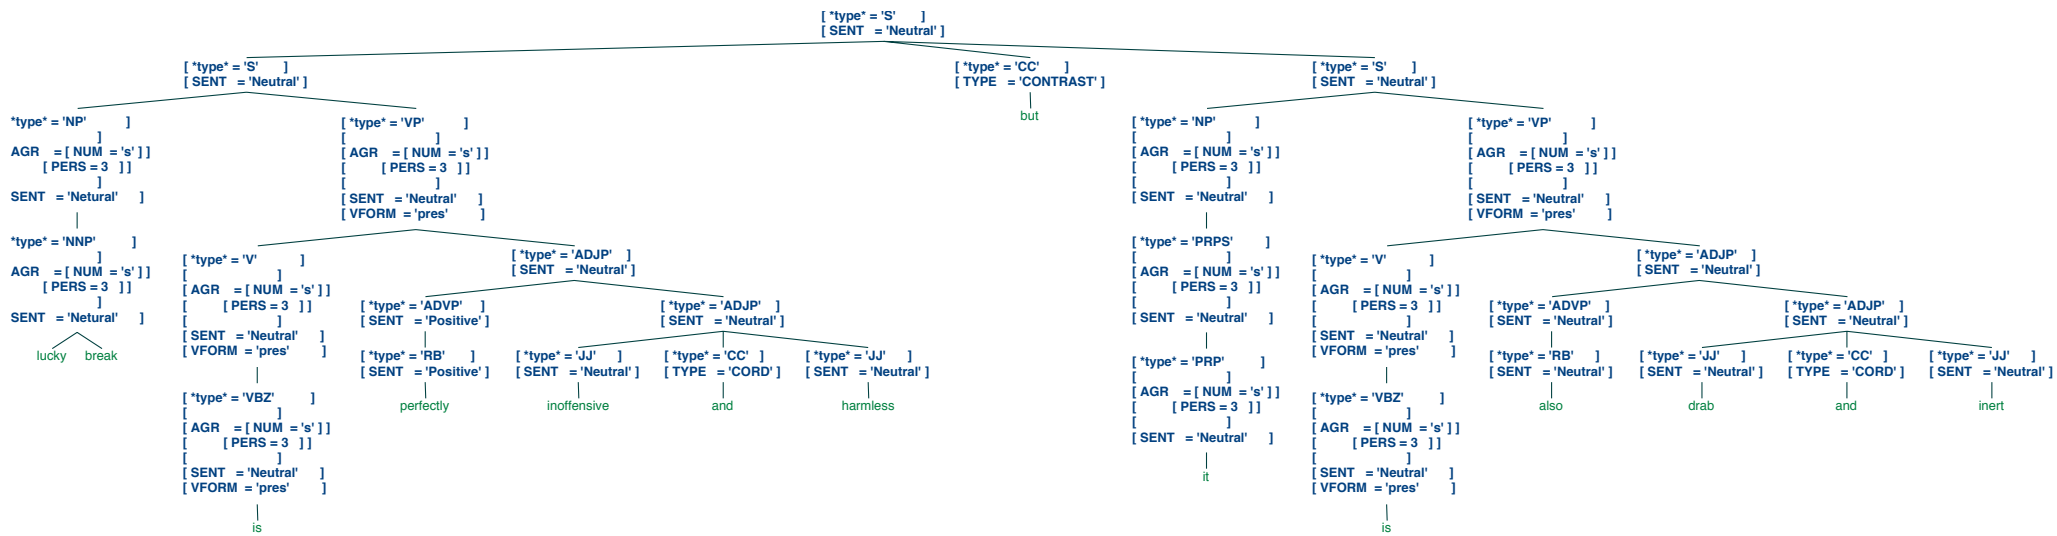 [ *type* = 'S' ]
[ SENT = 'Neutral' ]
[ *type* = 'S' ]
[ SENT = 'Neutral' ]
[ *type* = 'CC' ]
[ TYPE = 'CONTRAST' ]
[ *type* = 'S' ]
[ SENT = 'Neutral' ]
*type* = 'NP' ]
]
AGR = [ NUM = 's' ] ]
[ PERS = 3 ] ]
]
SENT = 'Netural' ]
[ *type* = 'VP' ]
[ ]
[ AGR = [ NUM = 's' ] ]
[ [ PERS = 3 ] ]
[ ]
[ SENT = 'Neutral' ]
[ VFORM = 'pres' ]
but
[ *type* = 'NP' ]
[ ]
[ AGR = [ NUM = 's' ] ]
[ [ PERS = 3 ] ]
[ ]
[ SENT = 'Neutral' ]
[ *type* = 'VP' ]
[ ]
[ AGR = [ NUM = 's' ] ]
[ [ PERS = 3 ] ]
[ ]
[ SENT = 'Neutral' ]
[ VFORM = 'pres' ]
*type* = 'NNP' ]
]
AGR = [ NUM = 's' ] ]
[ PERS = 3 ] ]
]
SENT = 'Netural' ]
lucky break
[ *type* = 'V' ]
[ ]
[ AGR = [ NUM = 's' ] ]
[ [ PERS = 3 ] ]
[ ]
[ SENT = 'Neutral' ]
[ VFORM = 'pres' ]
[ *type* = 'VBZ' ]
[ ]
[ AGR = [ NUM = 's' ] ]
[ [ PERS = 3 ] ]
[ ]
[ SENT = 'Neutral' ]
[ VFORM = 'pres' ]
is
[ *type* = 'ADJP' ]
[ SENT = 'Neutral' ]
[ *type* = 'ADVP' ]
[ SENT = 'Positive' ]
[ *type* = 'RB' ]
[ SENT = 'Positive' ]
perfectly
[ *type* = 'ADJP' ]
[ SENT = 'Neutral' ]
[ *type* = 'JJ' ]
[ SENT = 'Neutral' ]
inoffensive
[ *type* = 'CC' ]
[ TYPE = 'CORD' ]
and
[ *type* = 'JJ' ]
[ SENT = 'Neutral' ]
harmless
[ *type* = 'PRPS' ]
[ ]
[ AGR = [ NUM = 's' ] ]
[ [ PERS = 3 ] ]
[ ]
[ SENT = 'Neutral' ]
[ *type* = 'PRP' ]
[ ]
[ AGR = [ NUM = 's' ] ]
[ [ PERS = 3 ] ]
[ ]
[ SENT = 'Neutral' ]
it
[ *type* = 'V' ]
[ ]
[ AGR = [ NUM = 's' ] ]
[ [ PERS = 3 ] ]
[ ]
[ SENT = 'Neutral' ]
[ VFORM = 'pres' ]
[ *type* = 'VBZ' ]
[ ]
[ AGR = [ NUM = 's' ] ]
[ [ PERS = 3 ] ]
[ ]
[ SENT = 'Neutral' ]
[ VFORM = 'pres' ]
is
[ *type* = 'ADJP' ]
[ SENT = 'Neutral' ]
[ *type* = 'ADVP' ]
[ SENT = 'Neutral' ]
[ *type* = 'RB' ]
[ SENT = 'Neutral' ]
also
[ *type* = 'ADJP' ]
[ SENT = 'Neutral' ]
[ *type* = 'JJ' ]
[ SENT = 'Neutral' ]
drab
[ *type* = 'CC' ]
[ TYPE = 'CORD' ]
and
[ *type* = 'JJ' ]
[ SENT = 'Neutral' ]
inert